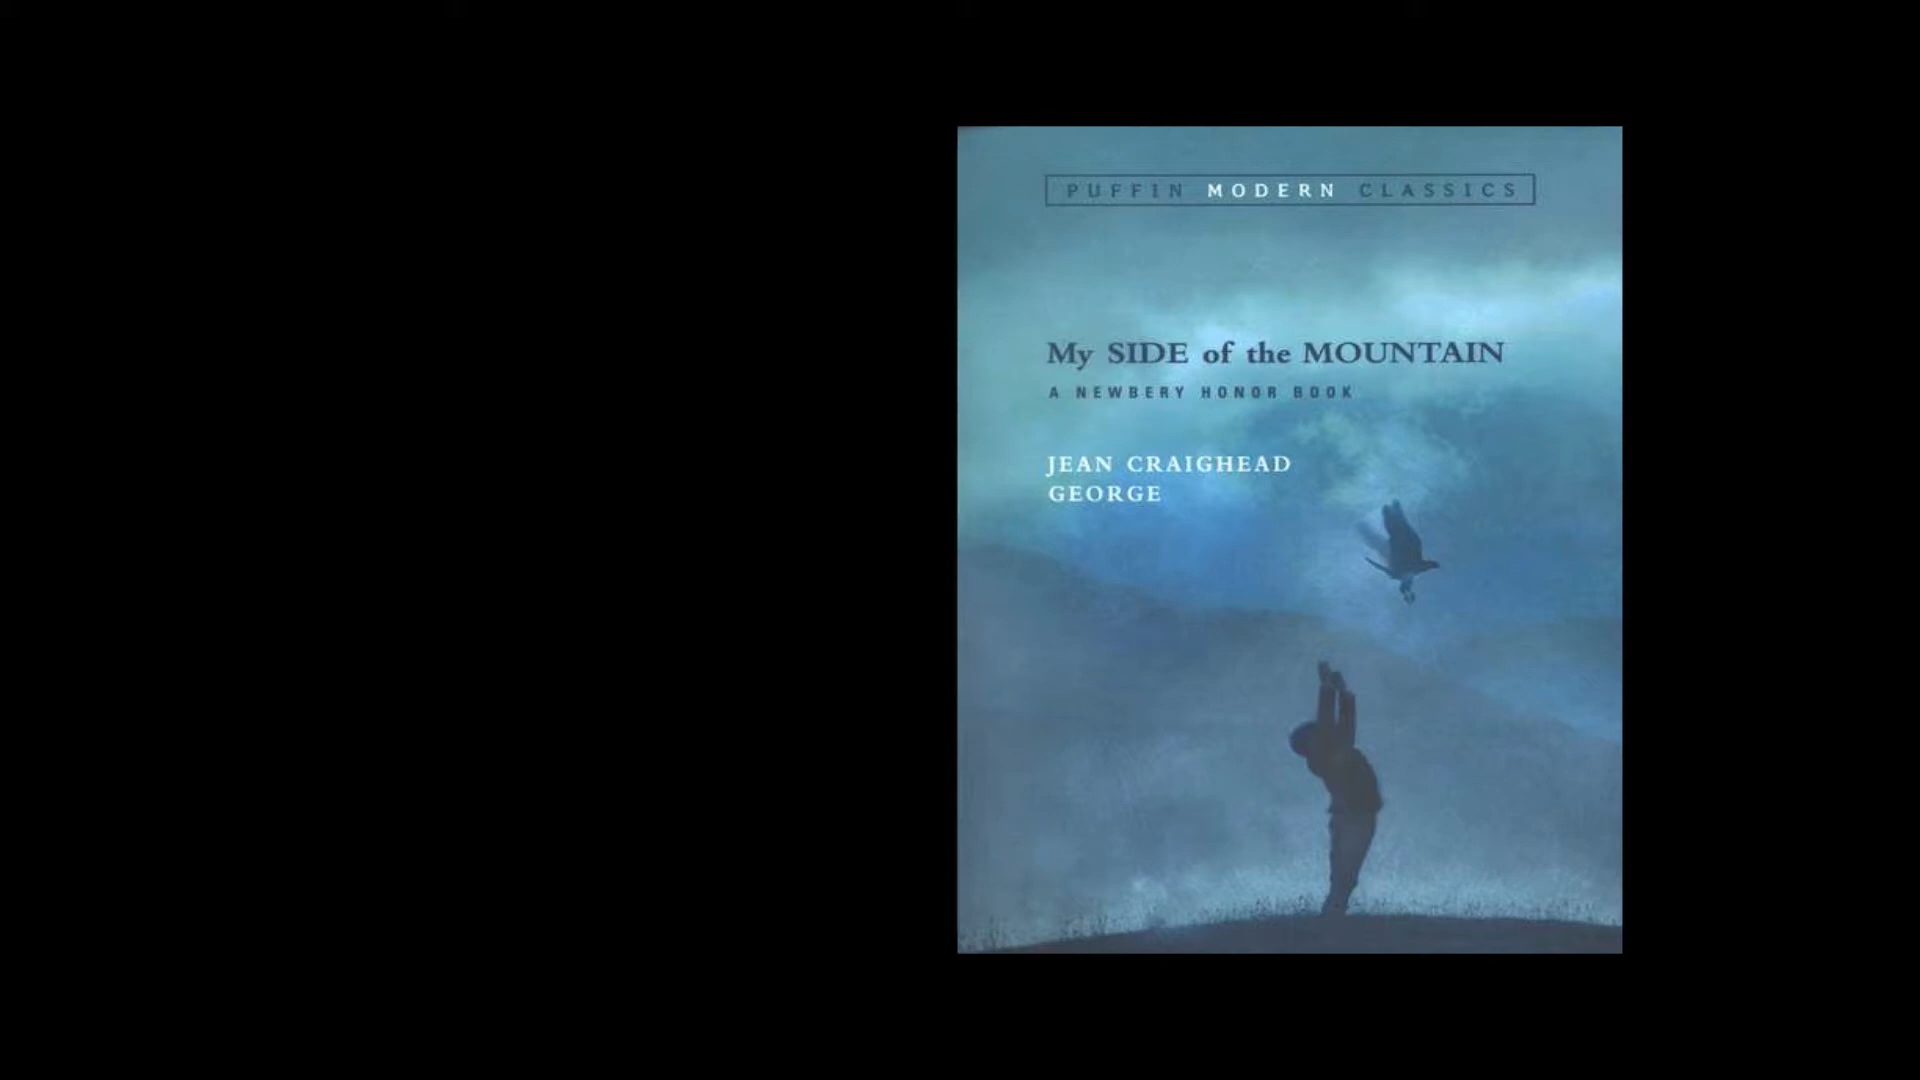 PUFFIN MODERN CLASSICS
My SIDE of the MOUNTAIN
A NEWBERY HONOR BOOK
JEAN CRAIGHEAD
GEORGE